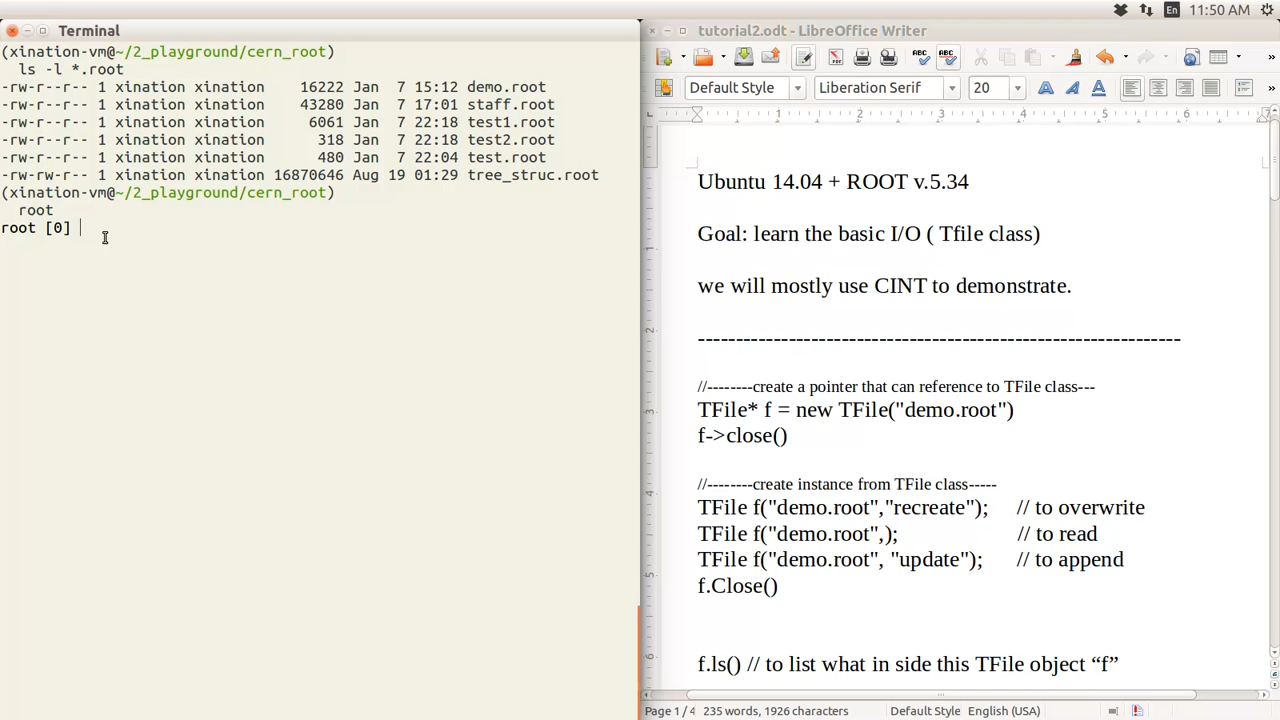 En 11:50 AM
Terminal
(xination-vm@~/2_playground/cern_root)
ls -l *.root
-rw-r--r-- 1 xination xination 16222 Jan 7 15:12 demo.root
-rw-r--r-- 1 xination xination 43280 Jan 7 17:01 staff.root
-rw-r--r-- 1 xination xination 6061 Jan 7 22:18 test1.root
-rw-r--r-- 1 xination xination 318 Jan 7 22:18 test2.root
-rw-r--r-- 1 xination xination 480 Jan 7 22:04 test.root
-rw-rw-r-- 1 xination xination 16870646 Aug 19 01:29 tree_struc.root
(xination-vm@~/2_playground/cern_root)
root
root [0]
tutorial2.odt - LibreOffice Writer
Default Style Liberation Serif 20
1 2 3 4 5 6 7
Ubuntu 14.04 + ROOT v.5.34
Goal: learn the basic I/O ( Tfile class)
we will mostly use CINT to demonstrate.
---------------------------------------------------------------
//--------create a pointer that can reference to TFile class---
TFile* f = new TFile("demo.root")
f->close()
//--------create instance from TFile class-----
TFile f("demo.root","recreate"); // to overwrite
TFile f("demo.root",); // to read
TFile f("demo.root", "update"); // to append
f.Close()
f.ls() // to list what in side this TFile object “f”
Page 1 / 4 235 words, 1926 characters Default Style English (USA)